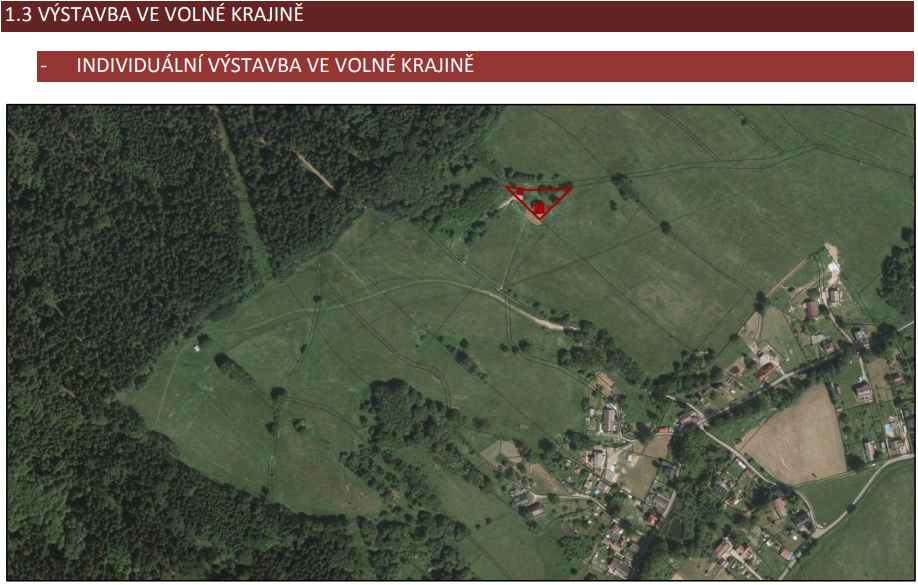 1.3 VÝSTAVBA VE VOLNÉ KRAJINĚ
- INDIVIDUÁLNÍ VÝSTAVBA VE VOLNÉ KRAJINĚ